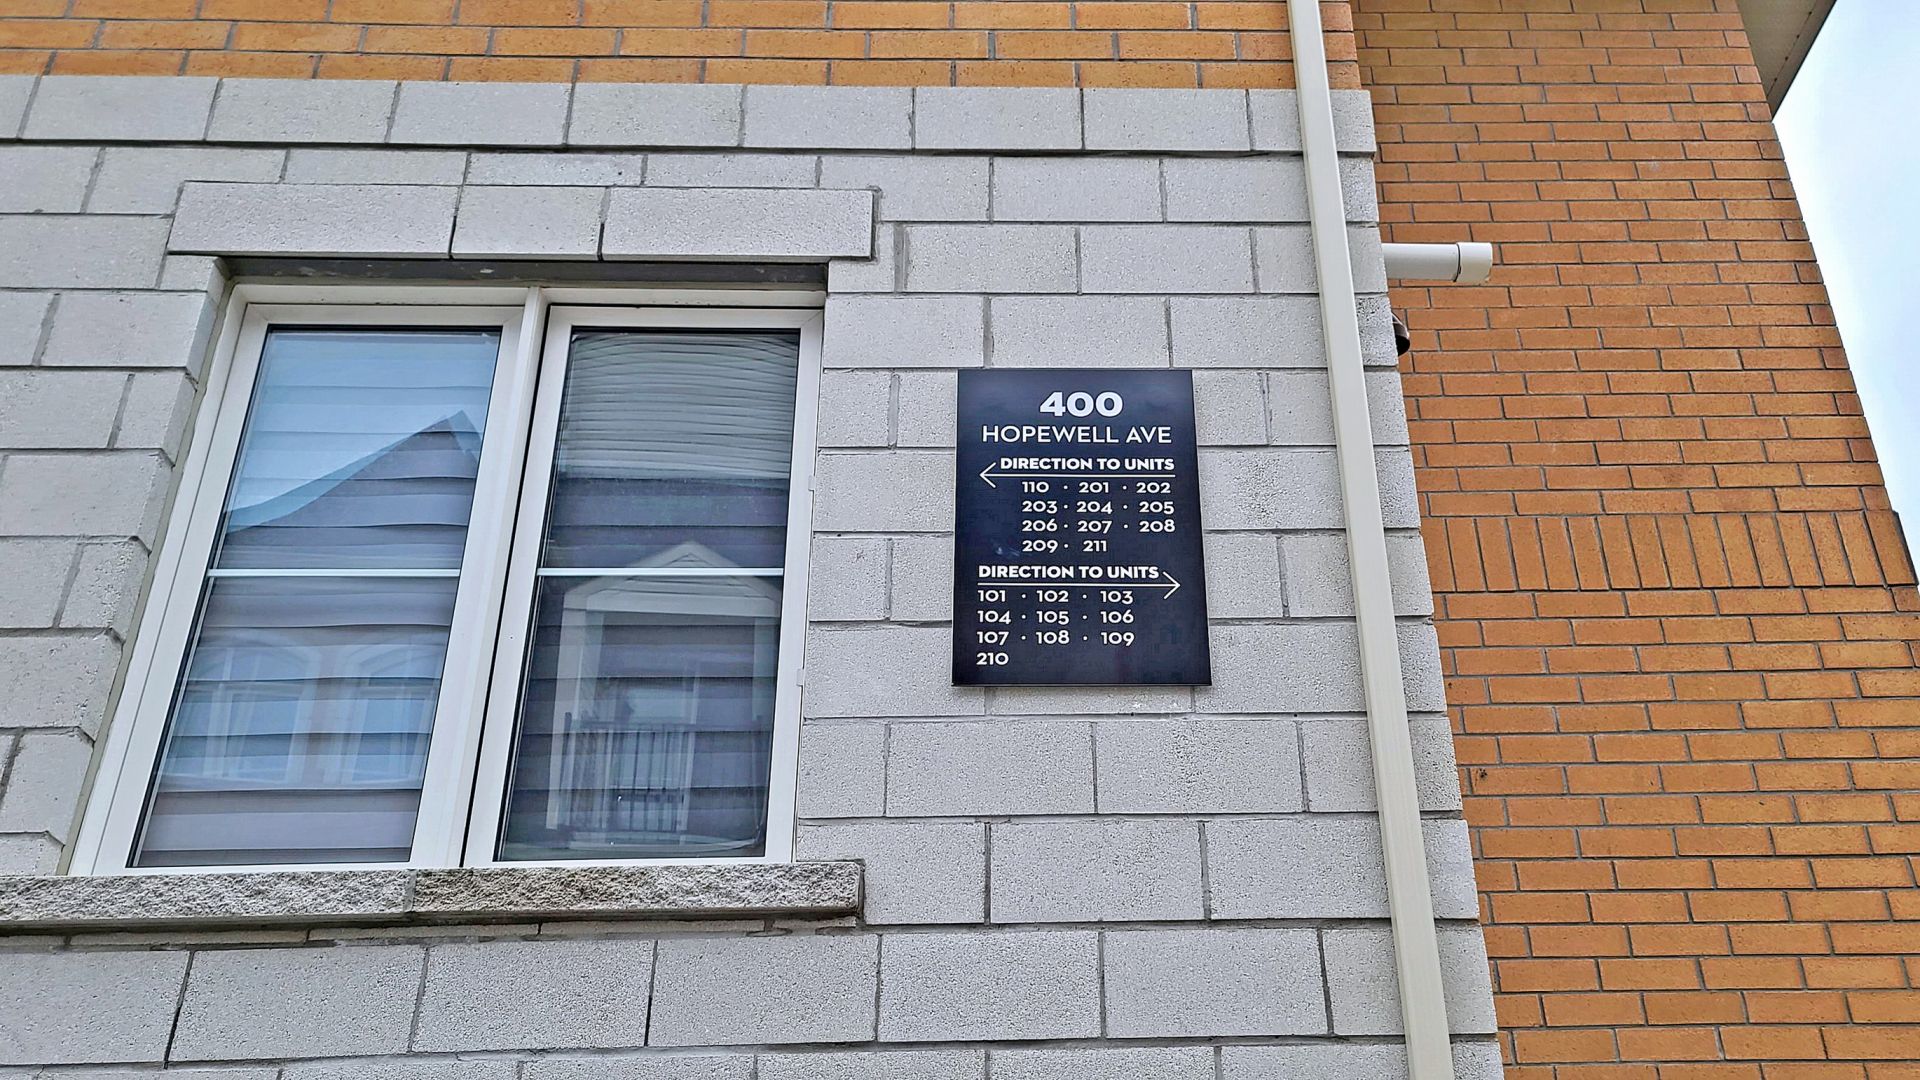 400
HOPEWELL AVE
DIRECTION TO UNITS
110 · 201 · 202
203 · 204 · 205
206 · 207 · 208
209 · 211
DIRECTION TO UNITS
101 · 102 · 103
104 · 105 · 106
107 · 108 · 109
210